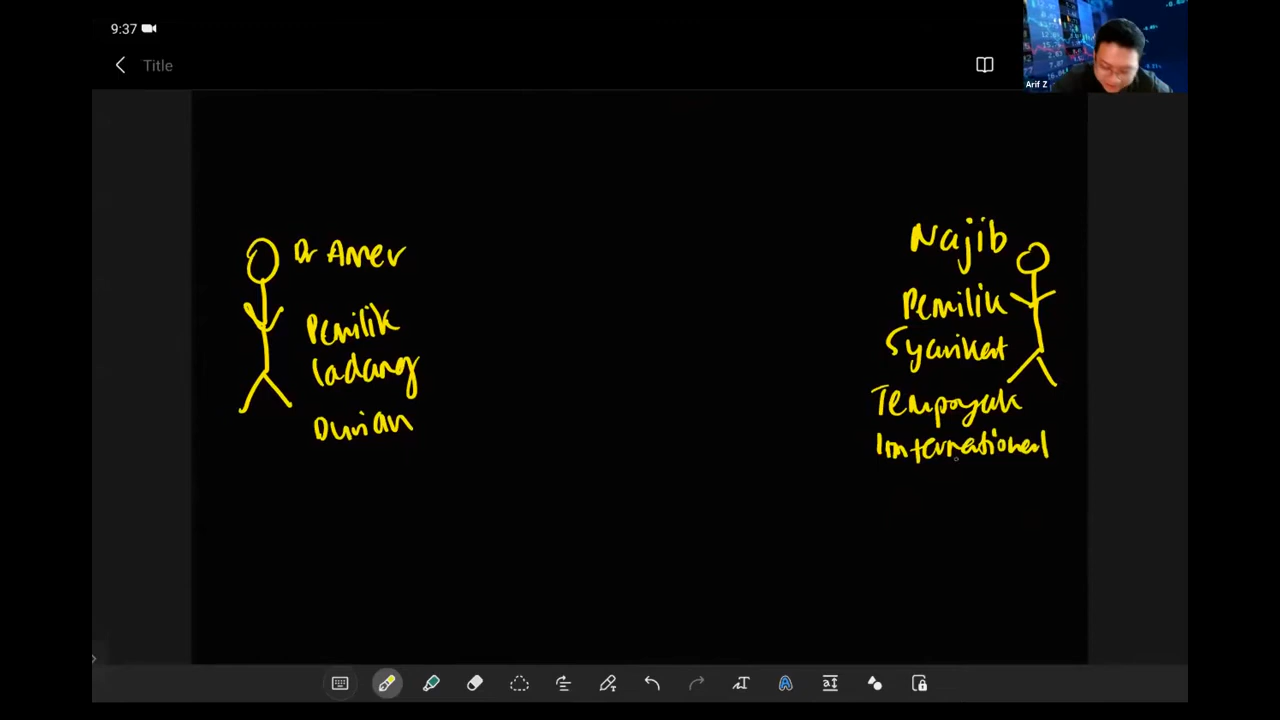 9:37
Title
Arif Z
Dr Amer
Pemilik
ladang
Durian
Najib
Pemilik
Syarikat
Tempoyak
International